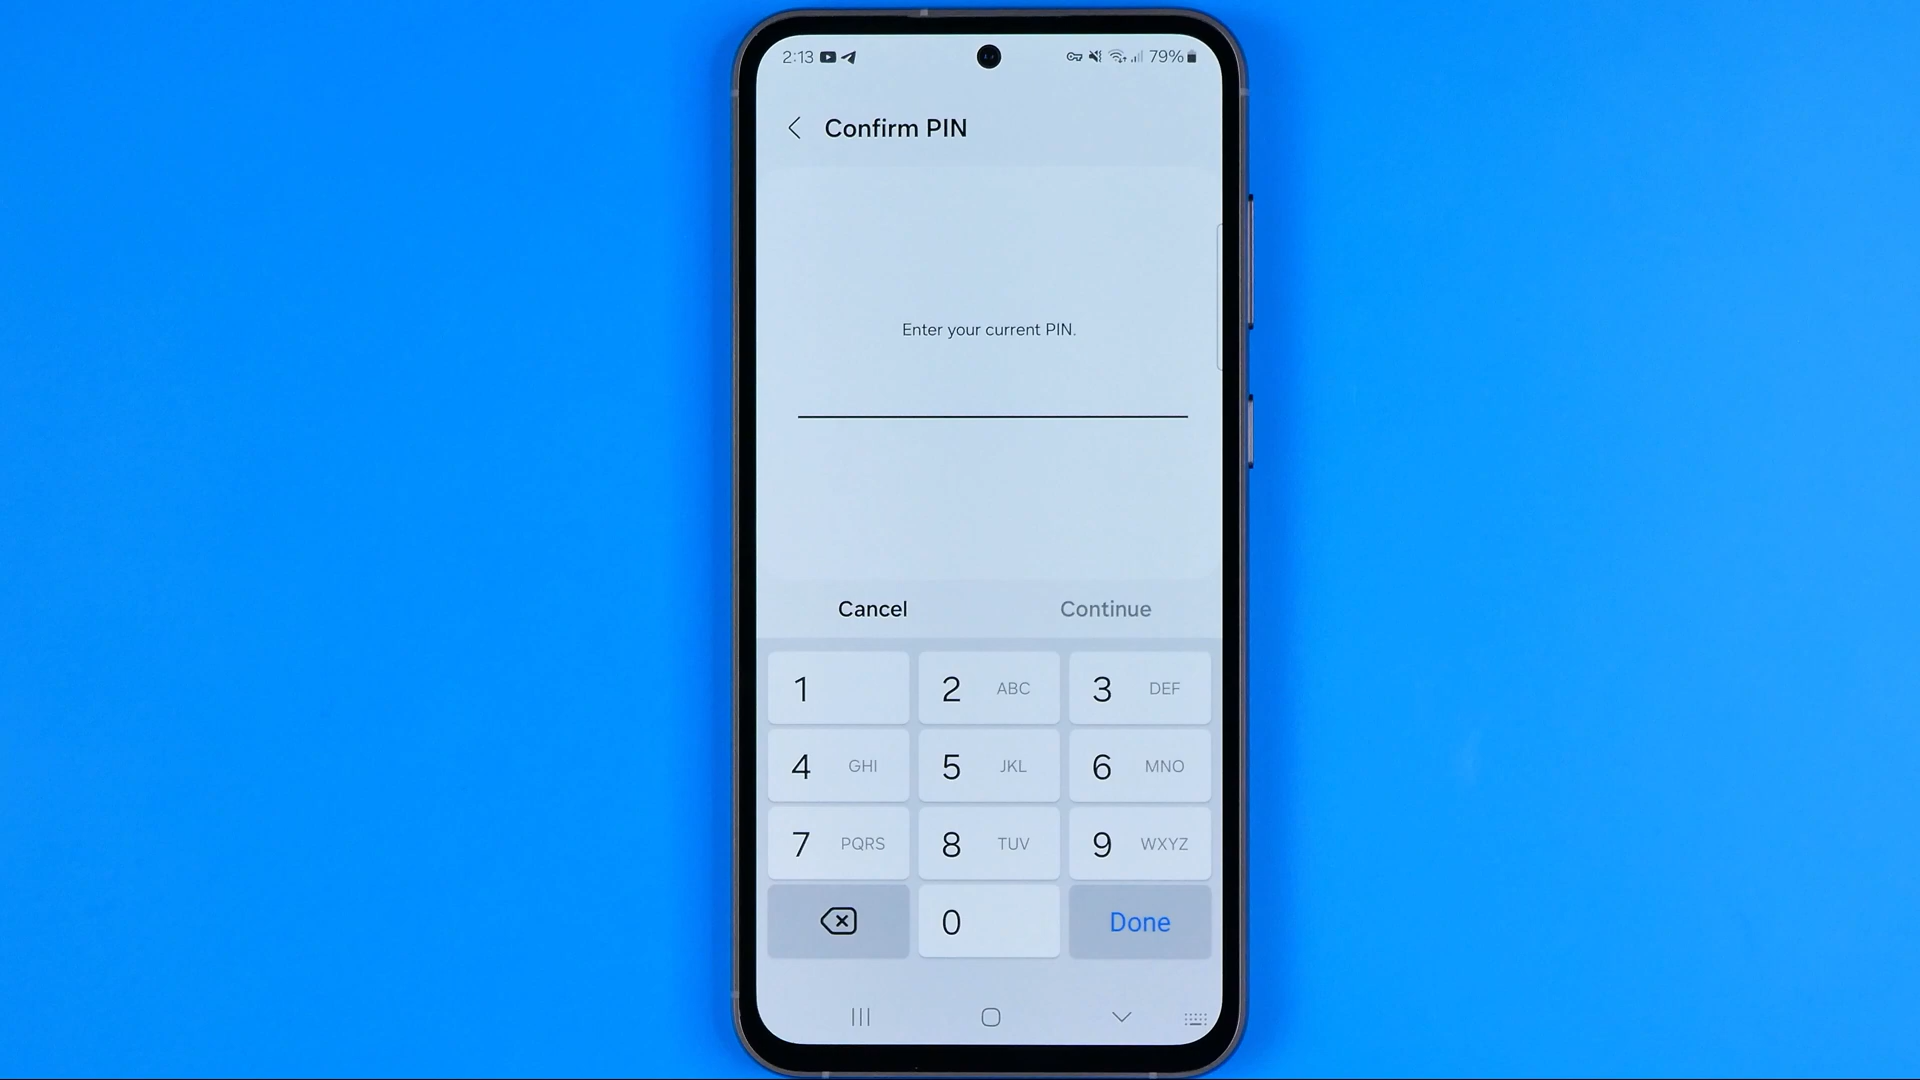 2:13 79%
Confirm PIN
Enter your current PIN.
Cancel Continue
1 2 ABC 3 DEF
4 GHI 5 JKL 6 MNO
7 PQRS 8 TUV 9 WXYZ
0 Done